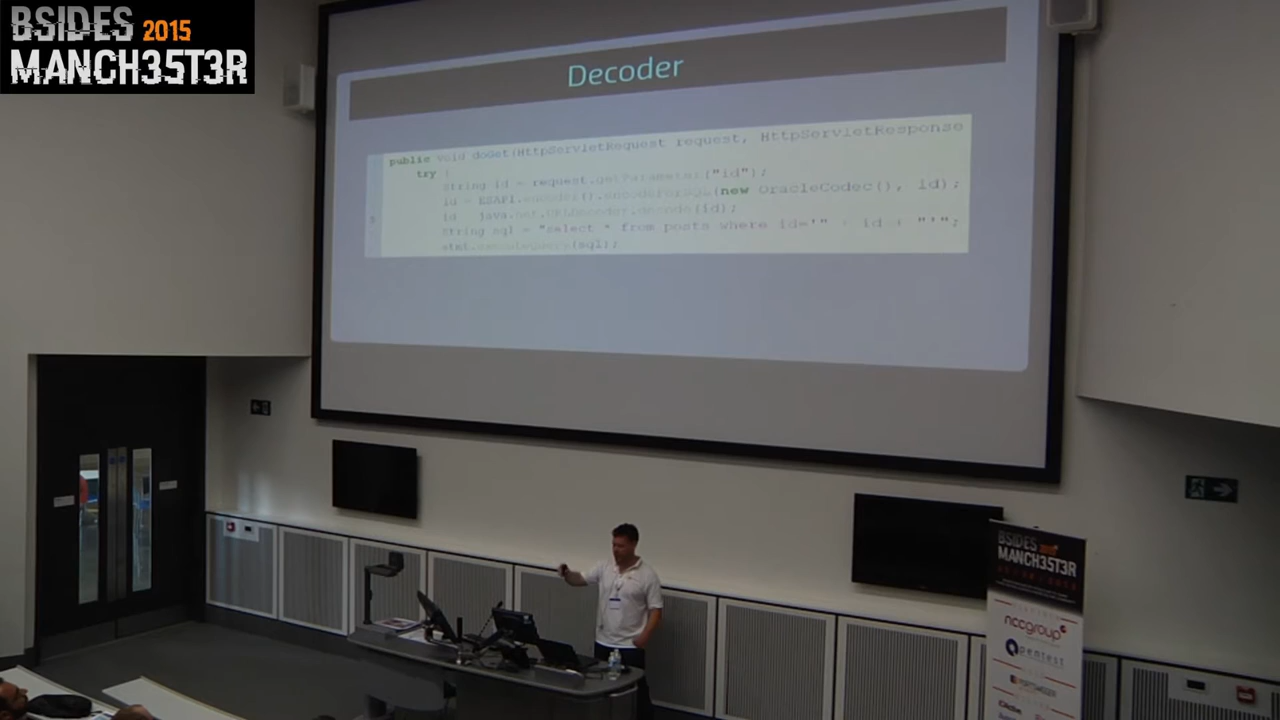 BSIDES 2015
MANCH35T3R
Decoder
public void doGet(HttpServletRequest request, HttpServletResponse
try {
String id = request.getParameter("id");
id = ESAPI.encoder().encodeForSQL(new OracleCodec(), id);
id java.net.URLDecoder.decode(id);
String sql = "select * from posts where id='" + id + "'";
stmt.executeQuery(sql);
BSIDES
MANCH35T3R
nccgroup